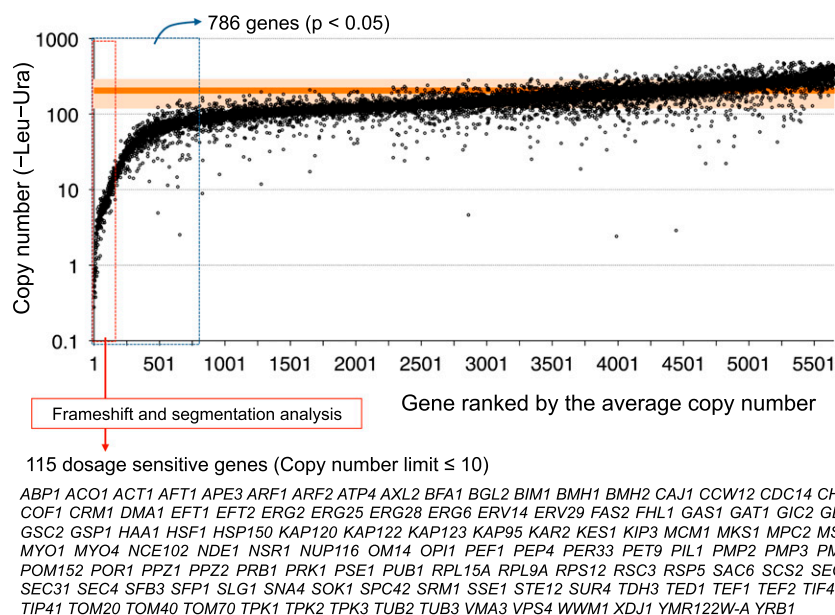 786 genes (p < 0.05)
1000
100
10
1
0.1
Copy number (−Leu−Ura)
1 501 1001 1501 2001 2501 3001 3501 4001 4501 5001 5501
Gene ranked by the average copy number
Frameshift and segmentation analysis
115 dosage sensitive genes (Copy number limit ≤ 10)
ABP1 ACO1 ACT1 AFT1 APE3 ARF1 ARF2 ATP4 AXL2 BFA1 BGL2 BIM1 BMH1 BMH2 CAJ1 CCW12 CDC14
COF1 CRM1 DMA1 EFT1 EFT2 ERG2 ERG25 ERG28 ERG6 ERV14 ERV29 FAS2 FHL1 GAS1 GAT1 GIC2
GSC2 GSP1 HAA1 HSF1 HSP150 KAP120 KAP122 KAP123 KAP95 KAR2 KES1 KIP3 MCM1 MKS1 MPC2
MYO1 MYO4 NCE102 NDE1 NSR1 NUP116 OM14 OPI1 PEF1 PEP4 PER33 PET9 PIL1 PMP2 PMP3
POM152 POR1 PPZ1 PPZ2 PRB1 PRK1 PSE1 PUB1 RPL15A RPL9A RPS12 RSC3 RSP5 SAC6 SCS2
SEC31 SEC4 SFB3 SFP1 SLG1 SNA4 SOK1 SPC42 SRM1 SSE1 STE12 SUR4 TDH3 TED1 TEF1 TEF2
TIP41 TOM20 TOM40 TOM70 TPK1 TPK2 TPK3 TUB2 TUB3 VMA3 VPS4 WWM1 XDJ1 YMR122W-A YRB1